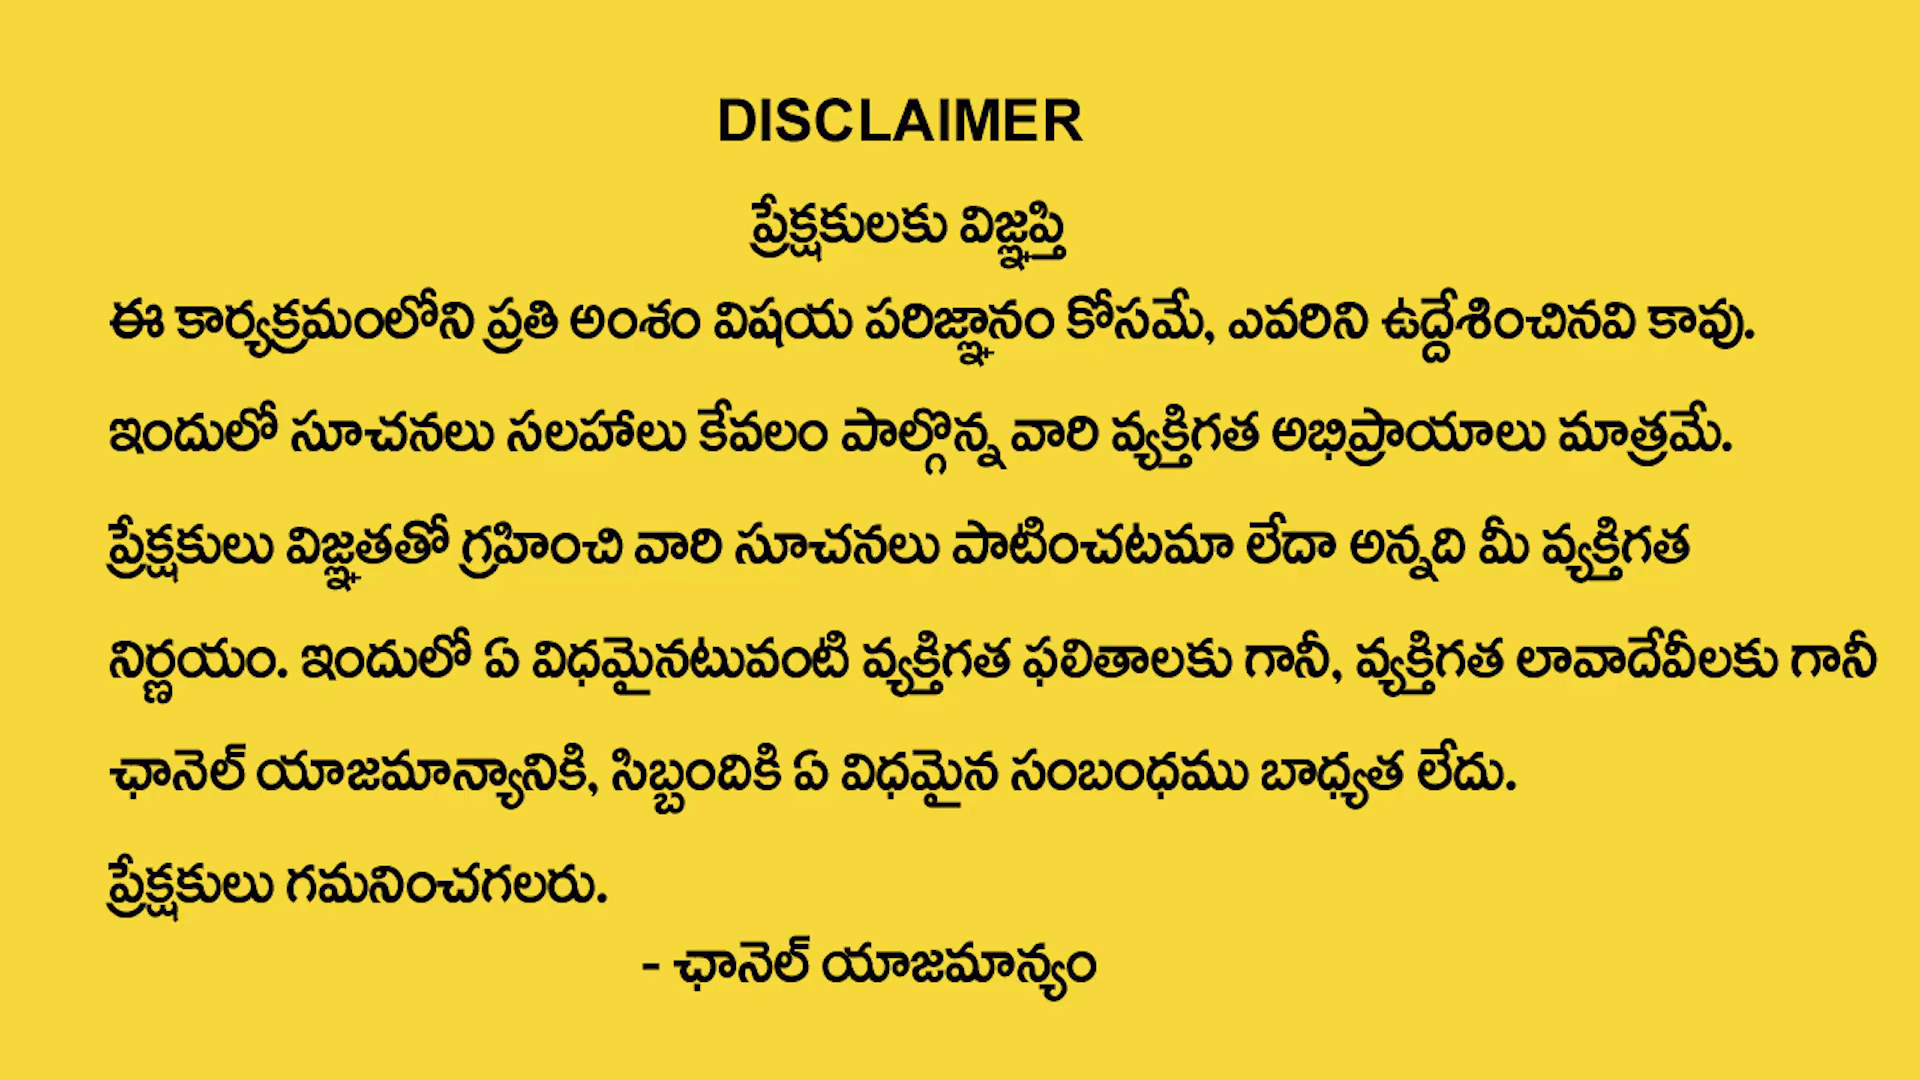 DISCLAIMER
ప్రేక్షకులకు విజ్ఞప్తి
ఈ కార్యక్రమంలోని ప్రతి అంశం విషయ పరిజ్ఞానం కోసమే, ఎవరిని ఉద్దేశించినవి కావు.
ఇందులో సూచనలు సలహాలు కేవలం పాల్గొన్న వారి వ్యక్తిగత అభిప్రాయాలు మాత్రమే.
ప్రేక్షకులు విజ్ఞతతో గ్రహించి వారి సూచనలు పాటించటమా లేదా అన్నది మీ వ్యక్తిగత
నిర్ణయం. ఇందులో ఏ విధమైనటువంటి వ్యక్తిగత ఫలితాలకు గానీ, వ్యక్తిగత లావాదేవీలకు గానీ
ఛానెల్ యాజమాన్యానికి, సిబ్బందికి ఏ విధమైన సంబంధము బాధ్యత లేదు.
ప్రేక్షకులు గమనించగలరు.
- ఛానెల్ యాజమాన్యం